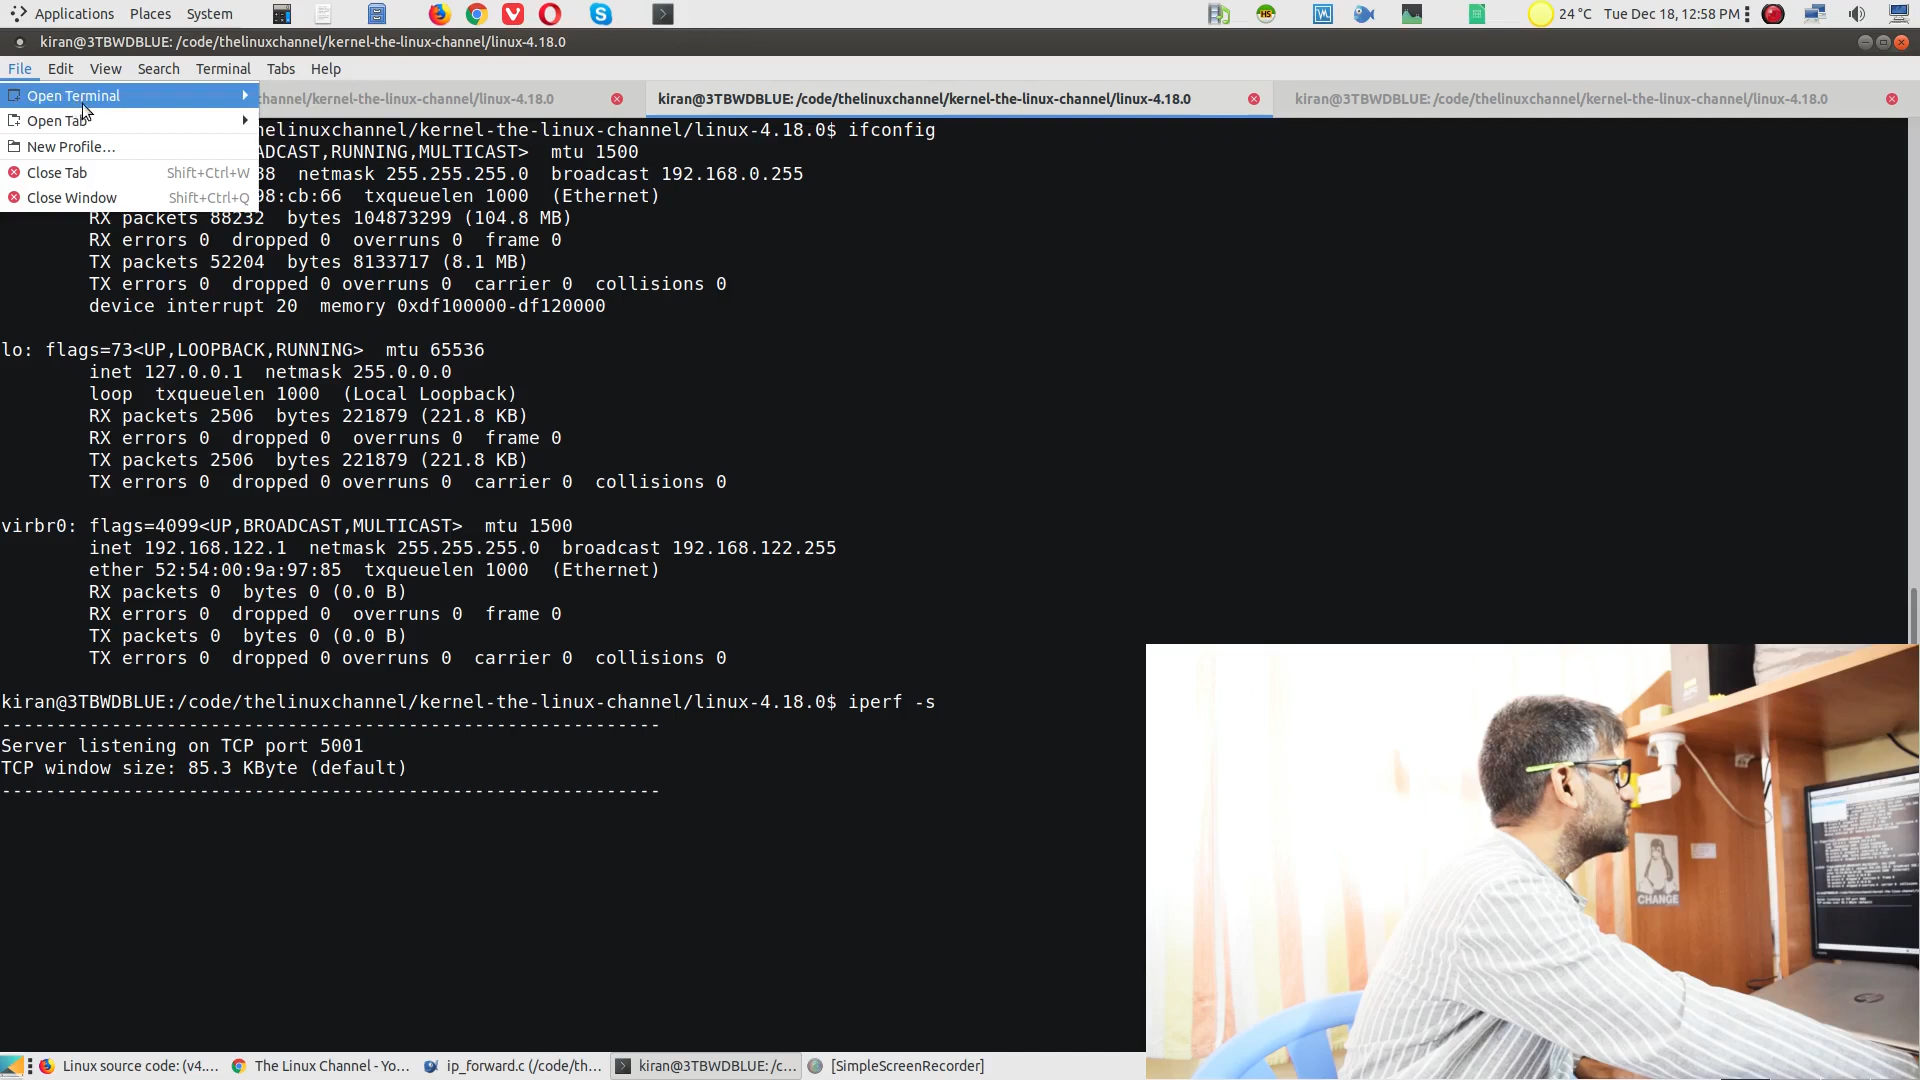 Applications Places System
24 °C Tue Dec 18, 12:58 PM
kiran@3TBWDBLUE: /code/thelinuxchannel/kernel-the-linux-channel/linux-4.18.0
File Edit View Search Terminal Tabs Help
Open Terminal
Open Tab
New Profile…
Close Tab Shift+Ctrl+W
Close Window Shift+Ctrl+Q
hannel/kernel-the-linux-channel/linux-4.18.0
kiran@3TBWDBLUE: /code/thelinuxchannel/kernel-the-linux-channel/linux-4.18.0
kiran@3TBWDBLUE: /code/thelinuxchannel/kernel-the-linux-channel/linux-4.18.0
elinuxchannel/kernel-the-linux-channel/linux-4.18.0$ ifconfig
ADCAST,RUNNING,MULTICAST> mtu 1500
38 netmask 255.255.255.0 broadcast 192.168.0.255
98:cb:66 txqueuelen 1000 (Ethernet)
RX packets 88232 bytes 104873299 (104.8 MB)
RX errors 0 dropped 0 overruns 0 frame 0
TX packets 52204 bytes 8133717 (8.1 MB)
TX errors 0 dropped 0 overruns 0 carrier 0 collisions 0
device interrupt 20 memory 0xdf100000-df120000
lo: flags=73<UP,LOOPBACK,RUNNING> mtu 65536
inet 127.0.0.1 netmask 255.0.0.0
loop txqueuelen 1000 (Local Loopback)
RX packets 2506 bytes 221879 (221.8 KB)
RX errors 0 dropped 0 overruns 0 frame 0
TX packets 2506 bytes 221879 (221.8 KB)
TX errors 0 dropped 0 overruns 0 carrier 0 collisions 0
virbr0: flags=4099<UP,BROADCAST,MULTICAST> mtu 1500
inet 192.168.122.1 netmask 255.255.255.0 broadcast 192.168.122.255
ether 52:54:00:9a:97:85 txqueuelen 1000 (Ethernet)
RX packets 0 bytes 0 (0.0 B)
RX errors 0 dropped 0 overruns 0 frame 0
TX packets 0 bytes 0 (0.0 B)
TX errors 0 dropped 0 overruns 0 carrier 0 collisions 0
kiran@3TBWDBLUE:/code/thelinuxchannel/kernel-the-linux-channel/linux-4.18.0$ iperf -s
------------------------------------------------------------
Server listening on TCP port 5001
TCP window size: 85.3 KByte (default)
------------------------------------------------------------
CHANGE
Linux source code: (v4.... The Linux Channel - Yo... ip_forward.c (/code/th... kiran@3TBWDBLUE: /c... [SimpleScreenRecorder]